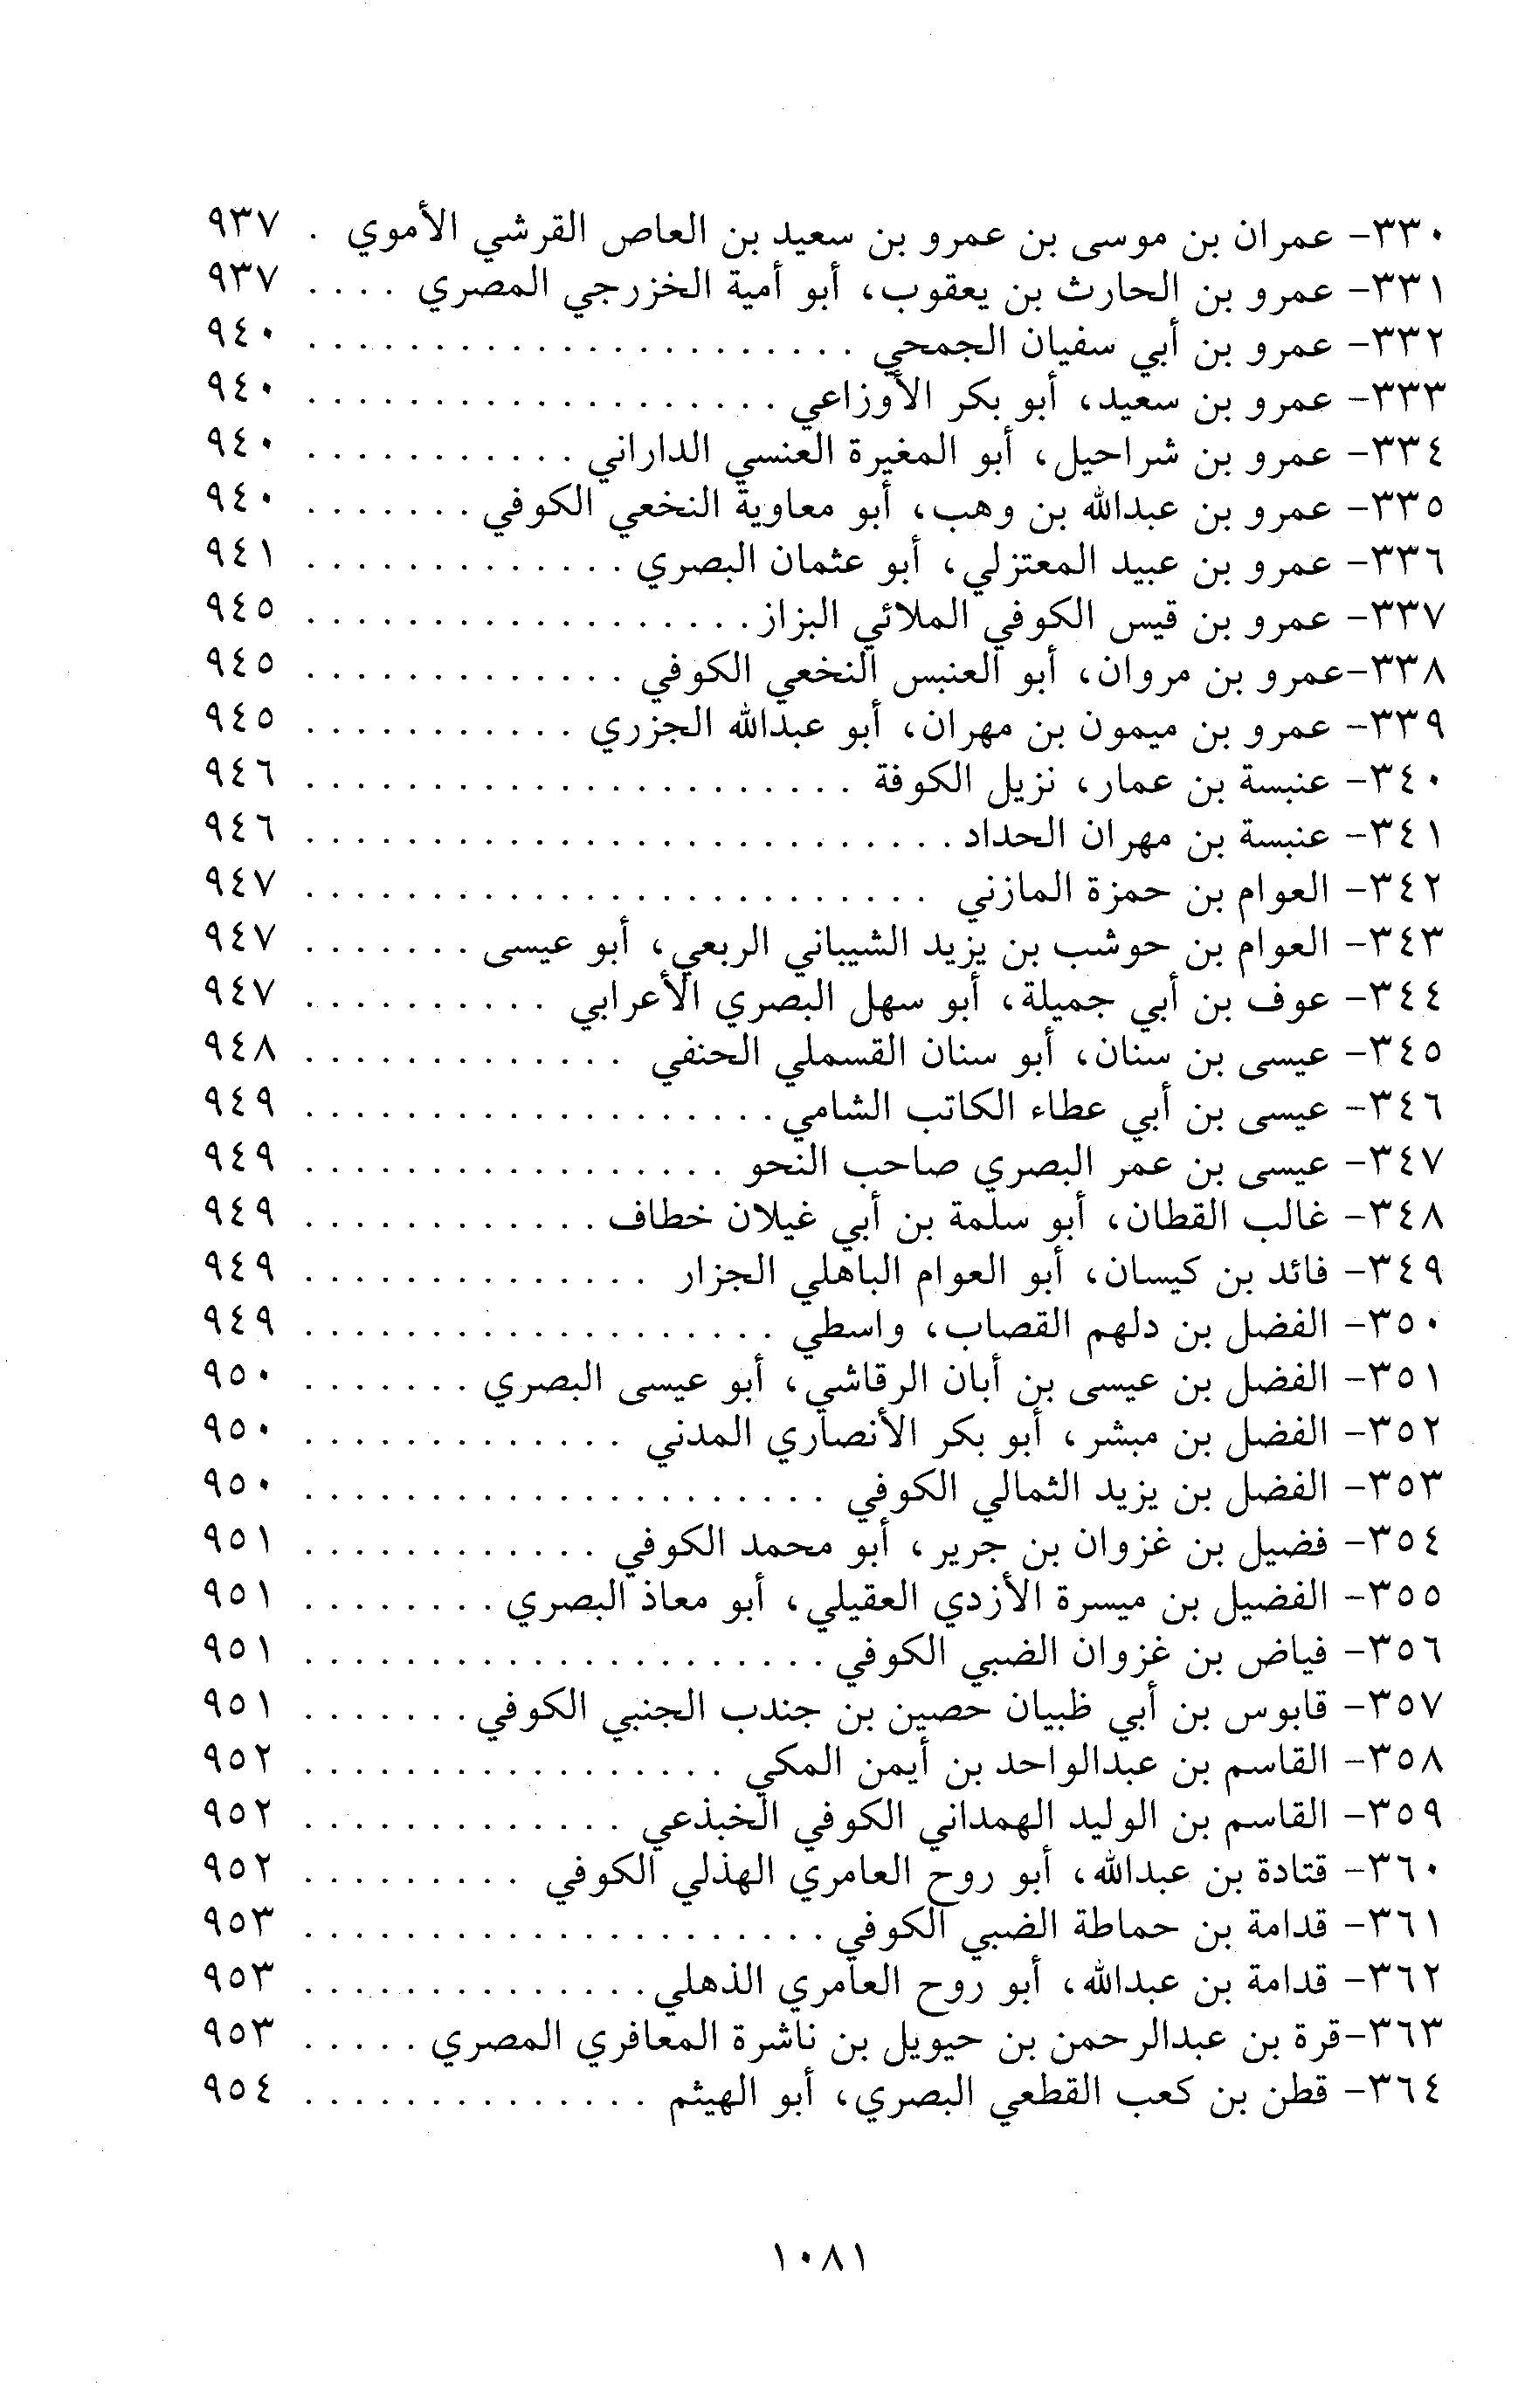 ٣٣٠- عمران بن موسى بن عمرو بن سعيد بن العاص القرشي الأموي . ٩٣٧
٣٣١- عمرو بن الحارث بن يعقوب، أبو أمية الخزرجي المصري . . . . ٩٣٧
٣٣٢- عمرو بن أبي سفيان الجمحي . . . . . . . . . . . . . . . . . . . . . . ٩٤٠
٣٣٣- عمرو بن سعيد، أبو بكر الأوزاعي . . . . . . . . . . . . . . . . . . . ٩٤٠
٣٣٤- عمرو بن شراحيل، أبو المغيرة العنسي الداراني . . . . . . . . . . . ٩٤٠
٣٣٥- عمرو بن عبدالله بن وهب، أبو معاوية النخعي الكوفي . . . . . . . ٩٤٠
٣٣٦- عمرو بن عبيد المعتزلي، أبو عثمان البصري . . . . . . . . . . . . . ٩٤١
٣٣٧- عمرو بن قيس الكوفي الملائي البزاز . . . . . . . . . . . . . . . . . . ٩٤٥
٣٣٨-عمرو بن مروان، أبو العنبس النخعي الكوفي . . . . . . . . . . . . . ٩٤٥
٣٣٩- عمرو بن ميمون بن مهران، أبو عبدالله الجزري . . . . . . . . . . . ٩٤٥
٣٤٠- عنبسة بن عمار، نزيل الكوفة . . . . . . . . . . . . . . . . . . . . . . ٩٤٦
٣٤١- عنبسة بن مهران الحداد . . . . . . . . . . . . . . . . . . . . . . . . . . ٩٤٦
٣٤٢- العوام بن حمزة المازني . . . . . . . . . . . . . . . . . . . . . . . . . ٩٤٧
٣٤٣- العوام بن حوشب بن يزيد الشيباني الربعي، أبو عيسى . . . . . . . ٩٤٧
٣٤٤- عوف بن أبي جميلة، أبو سهل البصري الأعرابي . . . . . . . . . . ٩٤٧
٣٤٥- عيسى بن سنان، أبو سنان القسملي الحنفي . . . . . . . . . . . . . ٩٤٨
٣٤٦- عيسى بن أبي عطاء الكاتب الشامي . . . . . . . . . . . . . . . . . . . ٩٤٩
٣٤٧- عيسى بن عمر البصري صاحب النحو . . . . . . . . . . . . . . . . . ٩٤٩
٣٤٨- غالب القطان، أبو سلمة بن أبي غيلان خطاف . . . . . . . . . . . . ٩٤٩
٣٤٩- فائد بن كيسان، أبو العوام الباهلي الجزار . . . . . . . . . . . . . . ٩٤٩
٣٥٠- الفضل بن دلهم القصاب، واسطي . . . . . . . . . . . . . . . . . . . ٩٤٩
٣٥١- الفضل بن عيسى بن أبان الرقاشي، أبو عيسى البصري . . . . . . . ٩٥٠
٣٥٢- الفضل بن مبشر، أبو بكر الأنصاري المدني . . . . . . . . . . . . . ٩٥٠
٣٥٣- الفضل بن يزيد الثمالي الكوفي . . . . . . . . . . . . . . . . . . . . . ٩٥٠
٣٥٤- فضيل بن غزوان بن جرير، أبو محمد الكوفي . . . . . . . . . . . . ٩٥١
٣٥٥- الفضيل بن ميسرة الأزدي العقيلي، أبو معاذ البصري . . . . . . . . ٩٥١
٣٥٦- فياض بن غزوان الضبي الكوفي . . . . . . . . . . . . . . . . . . . . . ٩٥١
٣٥٧- قابوس بن أبي ظبيان حصين بن جندب الجنبي الكوفي . . . . . . . ٩٥١
٣٥٨- القاسم بن عبدالواحد بن أيمن المكي . . . . . . . . . . . . . . . . . ٩٥٢
٣٥٩- القاسم بن الوليد الهمداني الكوفي الخبذعي . . . . . . . . . . . . . ٩٥٢
٣٦٠- قتادة بن عبدالله، أبو روح العامري الهذلي الكوفي . . . . . . . . . ٩٥٢
٣٦١- قدامة بن حماطة الضبي الكوفي . . . . . . . . . . . . . . . . . . . . . ٩٥٣
٣٦٢- قدامة بن عبدالله، أبو روح العامري الذهلي . . . . . . . . . . . . . . ٩٥٣
٣٦٣-قرة بن عبدالرحمن بن حيويل بن ناشرة المعافري المصري . . . . . ٩٥٣
٣٦٤- قطن بن كعب القطعي البصري، أبو الهيثم . . . . . . . . . . . . . . ٩٥٤
١٠٨١